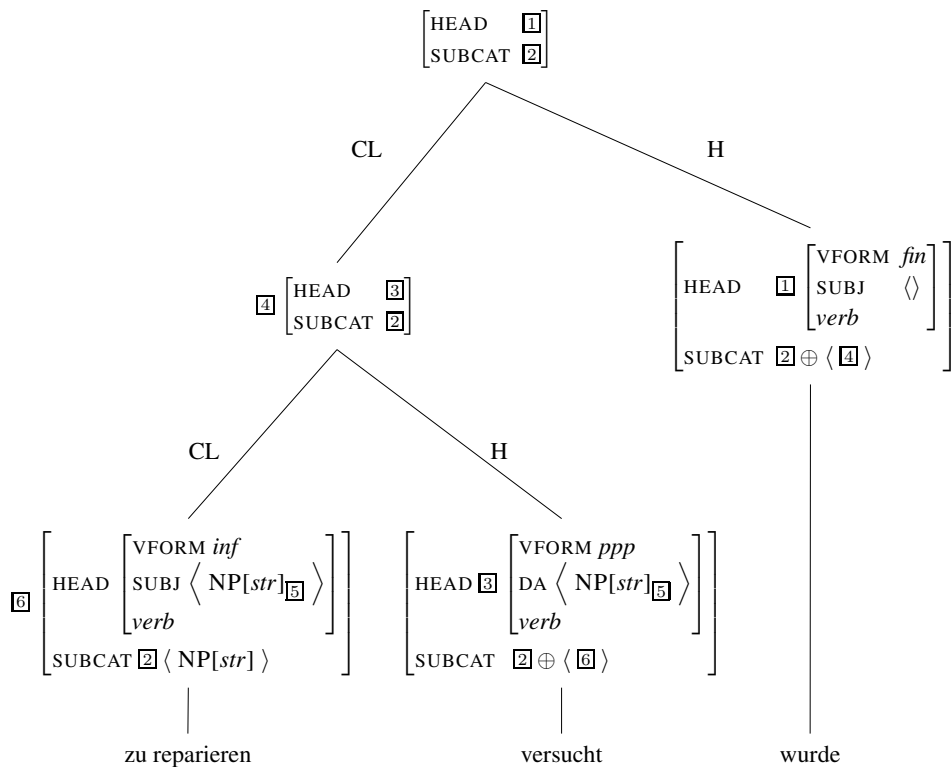 HEAD 1
SUBCAT 2
CL H
4 HEAD 3
SUBCAT 2
HEAD 1 VFORM fin
SUBJ ⟨⟩
verb
SUBCAT 2 ⊕ ⟨ 4 ⟩
CL H
6 HEAD VFORM inf
SUBJ ⟨ NP[str]5 ⟩
verb
SUBCAT 2 ⟨ NP[str] ⟩
HEAD 3 VFORM ppp
DA ⟨ NP[str]5 ⟩
verb
SUBCAT 2 ⊕ ⟨ 6 ⟩
zu reparieren versucht wurde